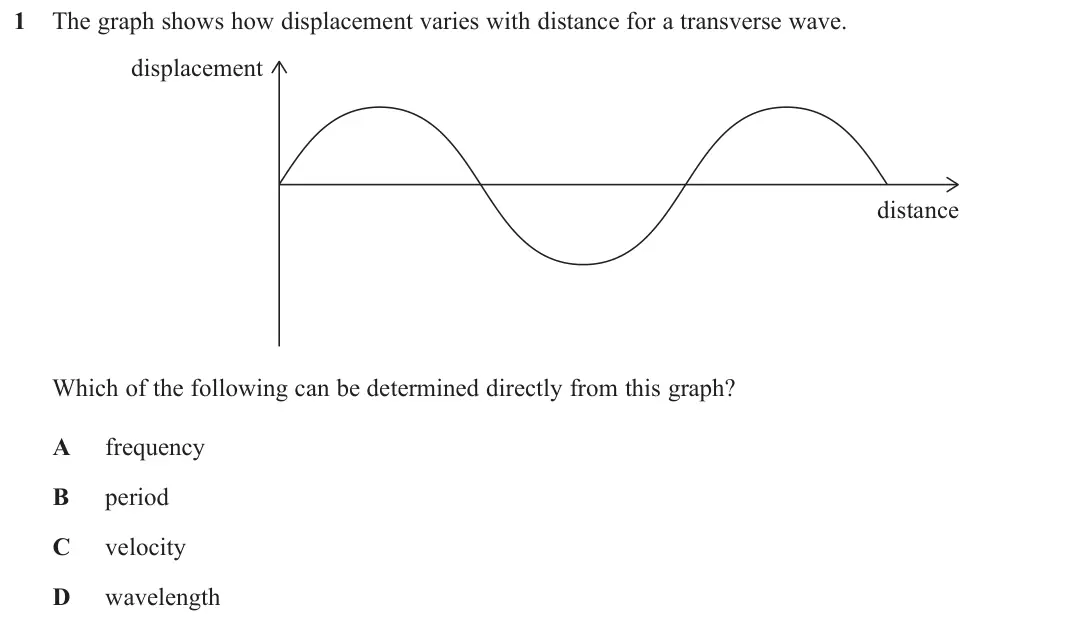 1 The graph shows how displacement varies with distance for a transverse wave.
displacement
distance
Which of the following can be determined directly from this graph?
A frequency
B period
C velocity
D wavelength